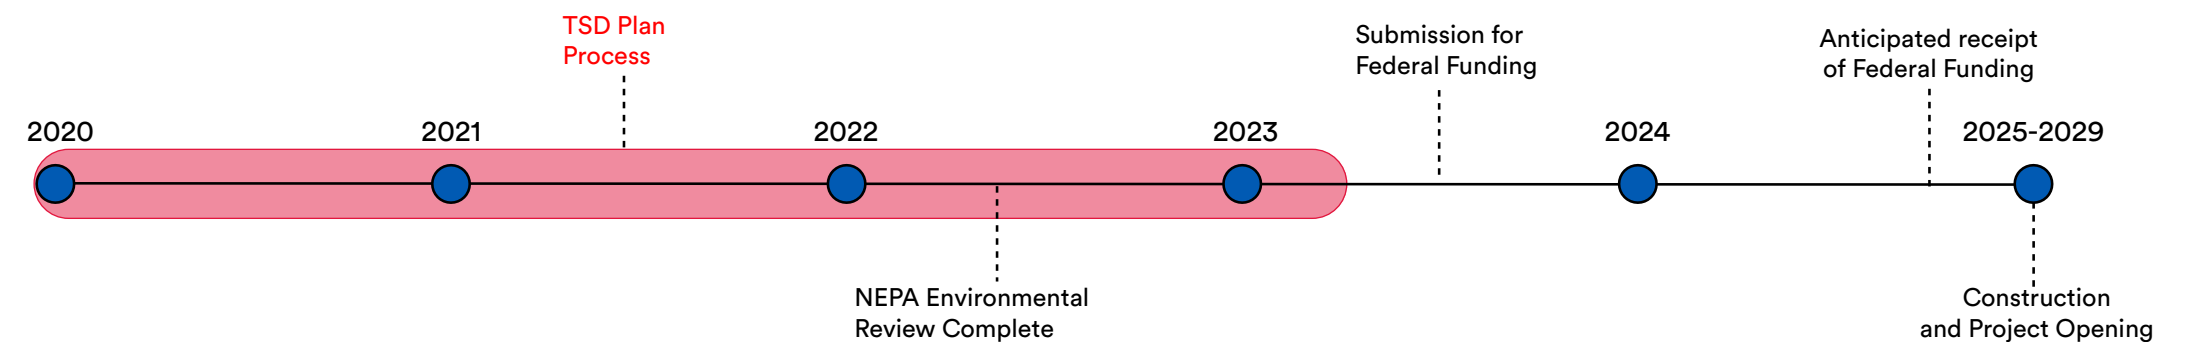 TSD Plan
Process
Submission for
Federal Funding
Anticipated receipt
of Federal Funding
2020
2021
2022
2023
2024
2025-2029
NEPA Environmental
Review Complete
Construction
and Project Opening